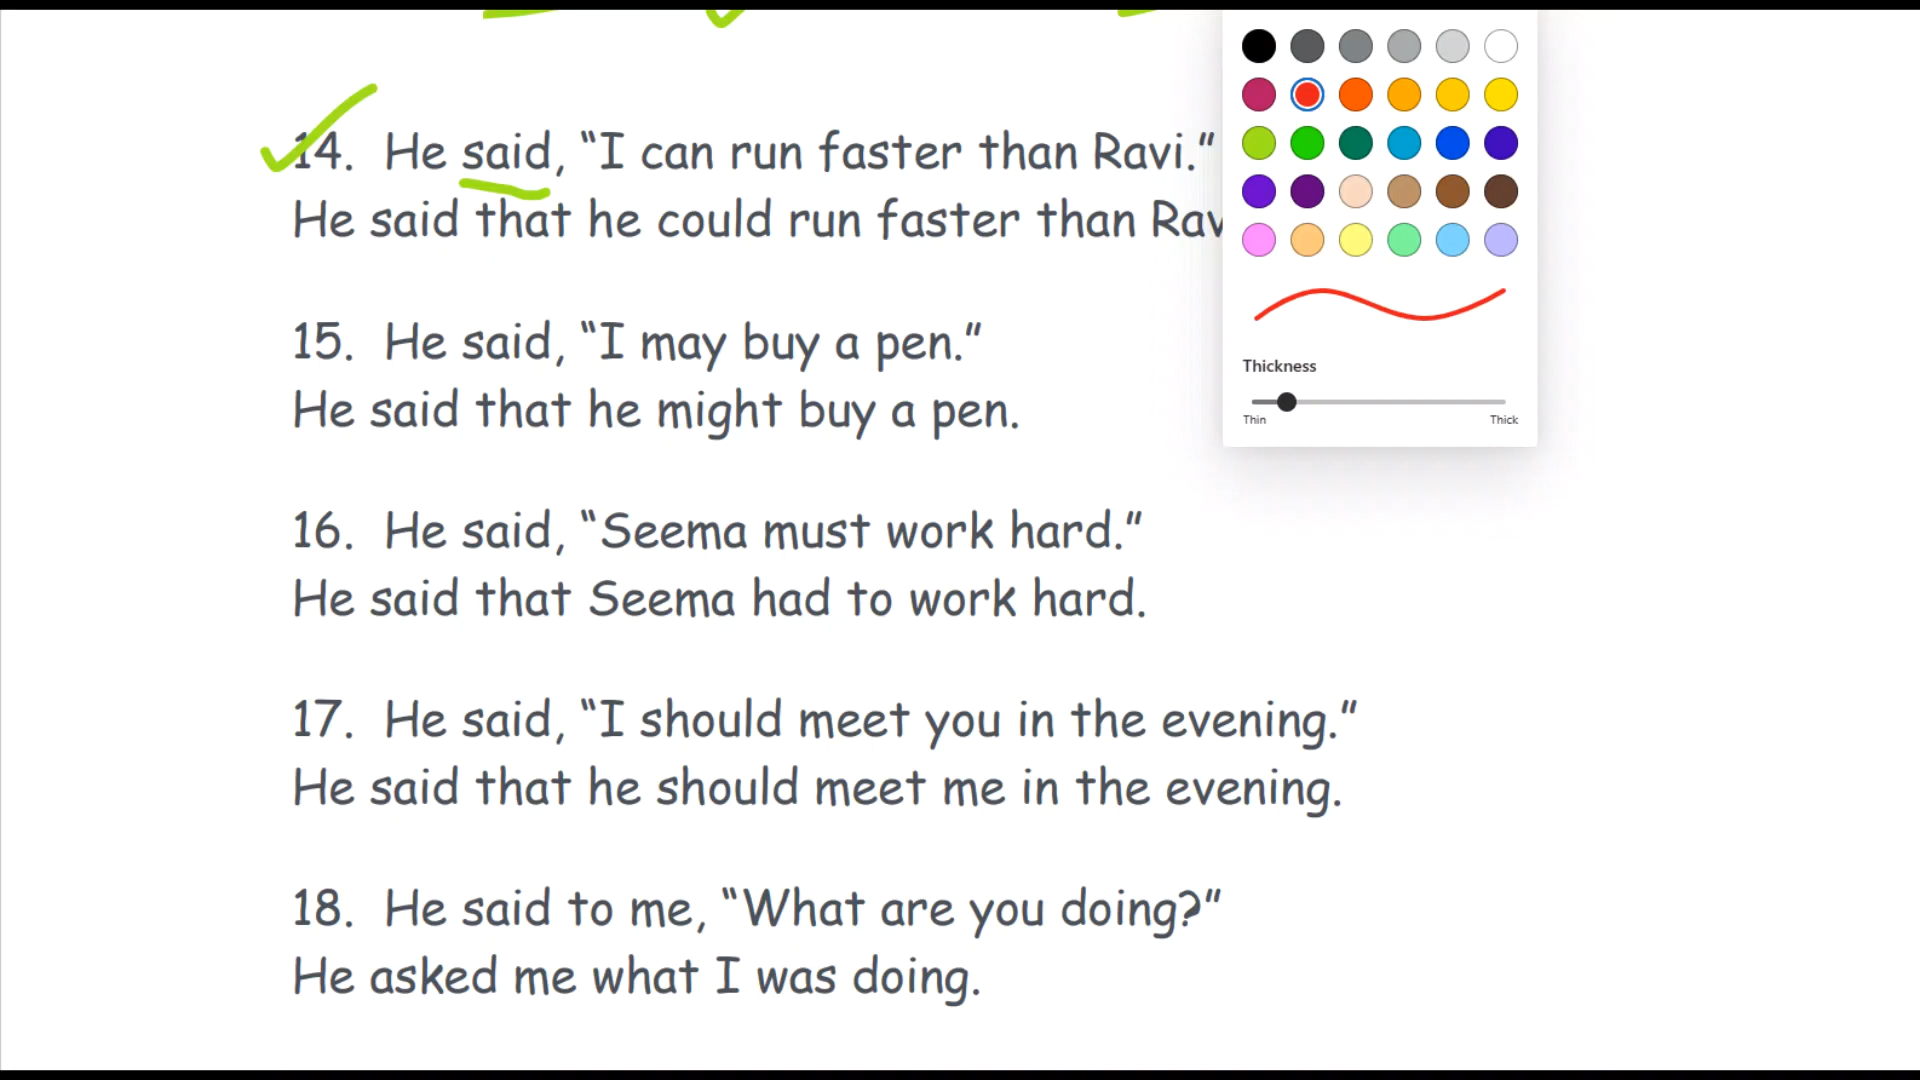 14. He said, “I can run faster than Ravi.”
He said that he could run faster than
15. He said, “I may buy a pen.”
He said that he might buy a pen.
16. He said, “Seema must work hard.”
He said that Seema had to work hard.
17. He said, “I should meet you in the evening.”
He said that he should meet me in the evening.
18. He said to me, “What are you doing?”
He asked me what I was doing.
Thickness
Thin
Thick